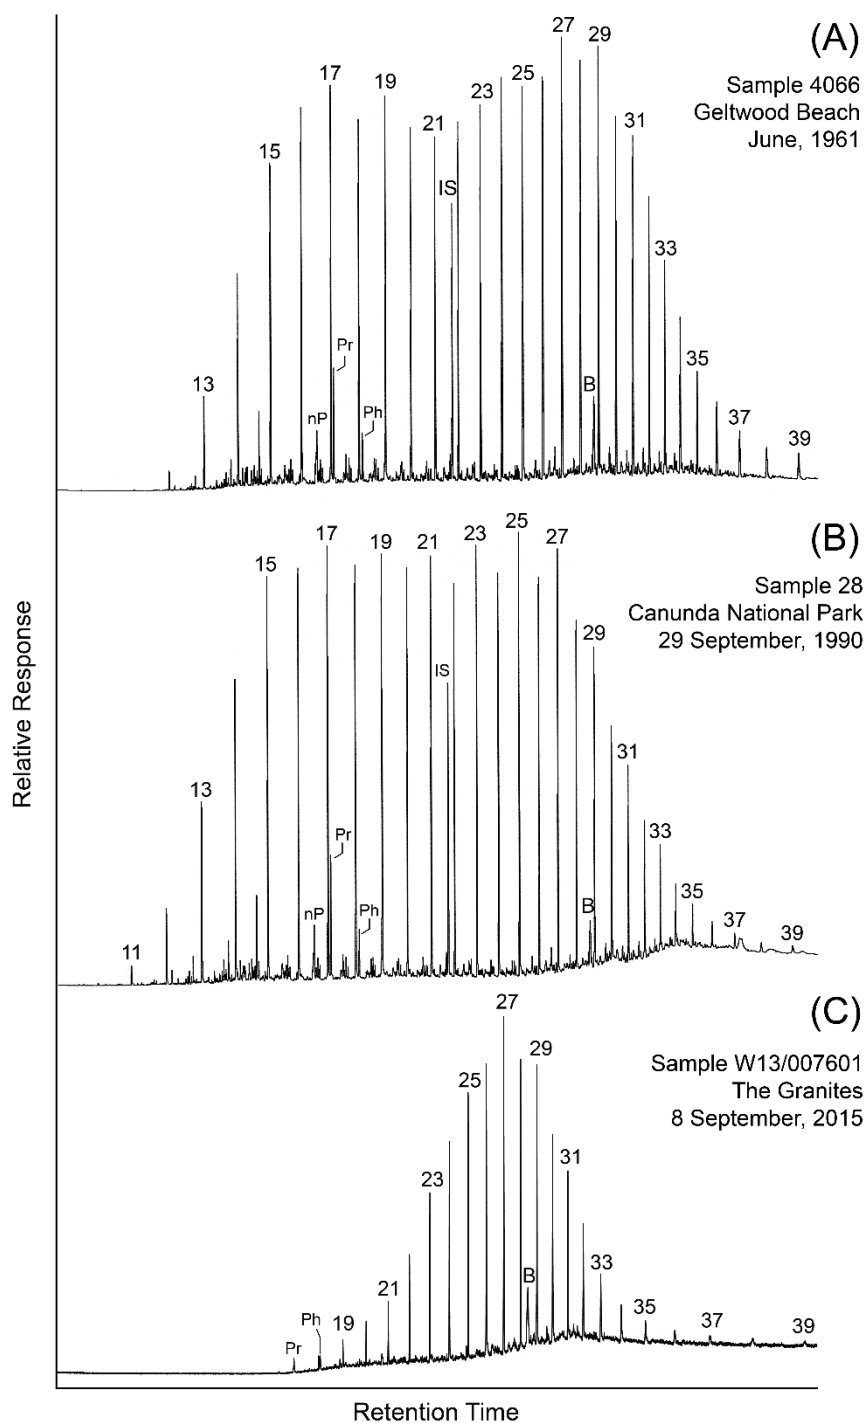 (A)
Sample 4066
Geltwood Beach
June, 1961
13
15
nP
17
Pr
Ph
19
21
IS
23
25
27
B
29
31
33
35
37
39
(B)
Sample 28
Canunda National Park
29 September, 1990
11
13
15
nP
17
Pr
Ph
19
21
IS
23
25
27
B
29
31
33
35
37
39
(C)
Sample W13/007601
The Granites
8 September, 2015
Pr
Ph
19
21
23
25
27
B
29
31
33
35
37
39
Relative Response
Retention Time